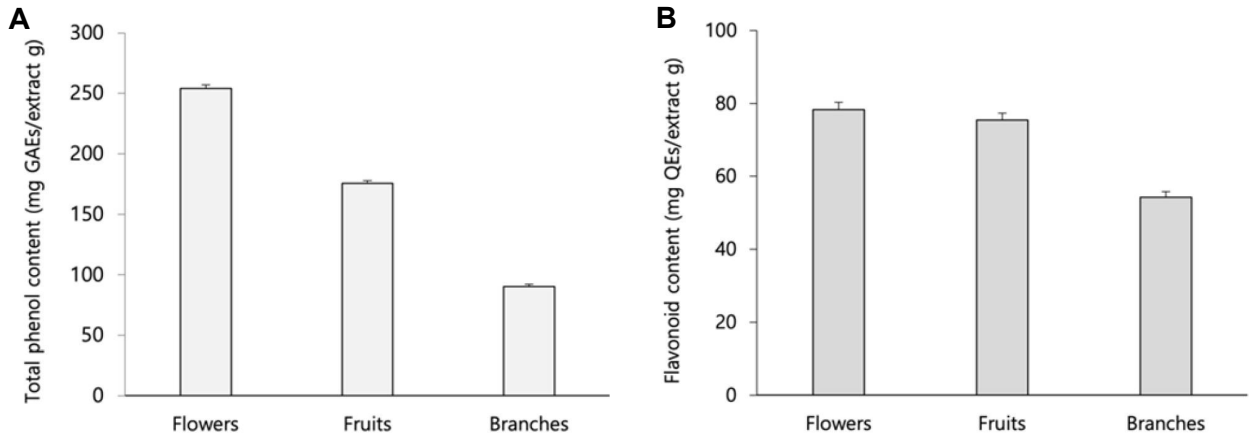 A
Total phenol content (mg GAEs/extract g)
300
250
200
150
100
50
0
Flowers Fruits Branches
B
Flavonoid content (mg QEs/extract g)
100
80
60
40
20
0
Flowers Fruits Branches